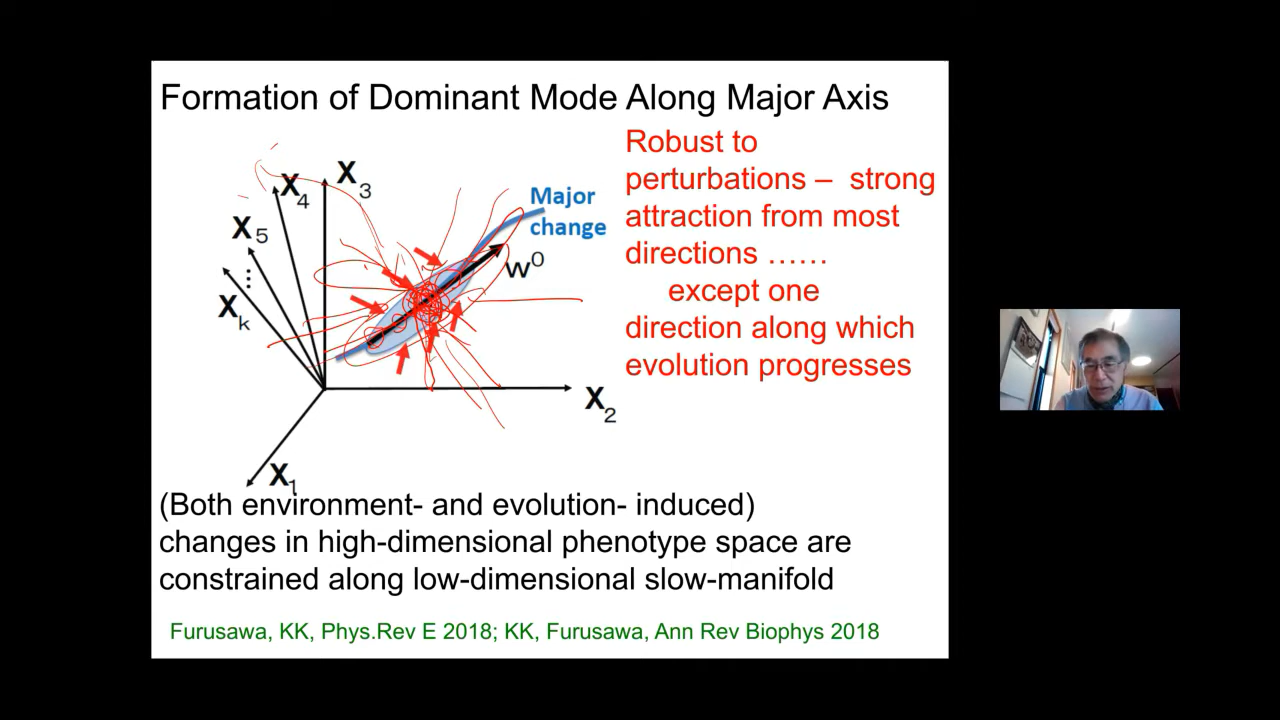 Formation of Dominant Mode Along Major Axis
Robust to
perturbations – strong
attraction from most
directions ......
except one
direction along which
evolution progresses
X4
X3
Major
change
X5
w0
⋮
Xk
X2
X1
(Both environment- and evolution- induced)
changes in high-dimensional phenotype space are
constrained along low-dimensional slow-manifold
Furusawa, KK, Phys.Rev E 2018; KK, Furusawa, Ann Rev Biophys 2018